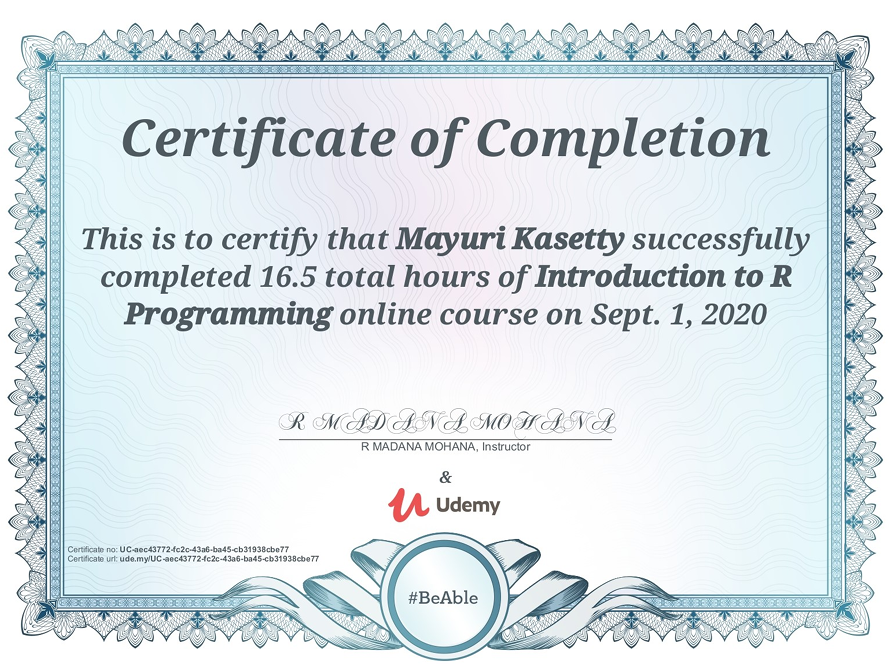 Certificate of Completion
This is to certify that Mayuri Kasetty successfully
completed 16.5 total hours of Introduction to R
Programming online course on Sept. 1, 2020
R MADANA MOHANA
R MADANA MOHANA, Instructor
&
Udemy
Certificate no: UC-aec43772-fc2c-43a6-ba45-cb31938cbe77
Certificate url: ude.my/UC-aec43772-fc2c-43a6-ba45-cb31938cbe77
#BeAble